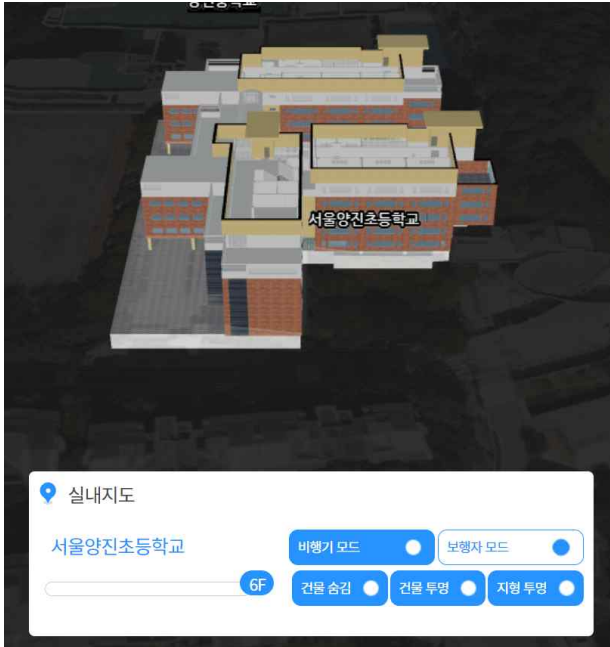 서울양진초등학교
실내지도
서울양진초등학교
비행기 모드
보행자 모드
6F
건물 숨김
건물 투명
지형 투명